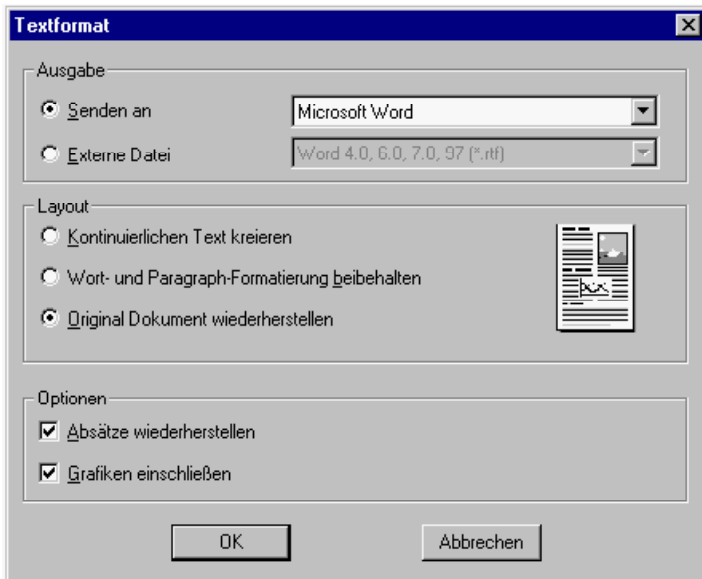 Textformat
Ausgabe
Senden an
Microsoft Word
Externe Datei
Word 4.0, 6.0, 7.0, 97 (*.rtf)
Layout
Kontinuierlichen Text kreieren
Wort- und Paragraph-Formatierung beibehalten
Original Dokument wiederherstellen
Optionen
Absätze wiederherstellen
Grafiken einschließen
OK
Abbrechen